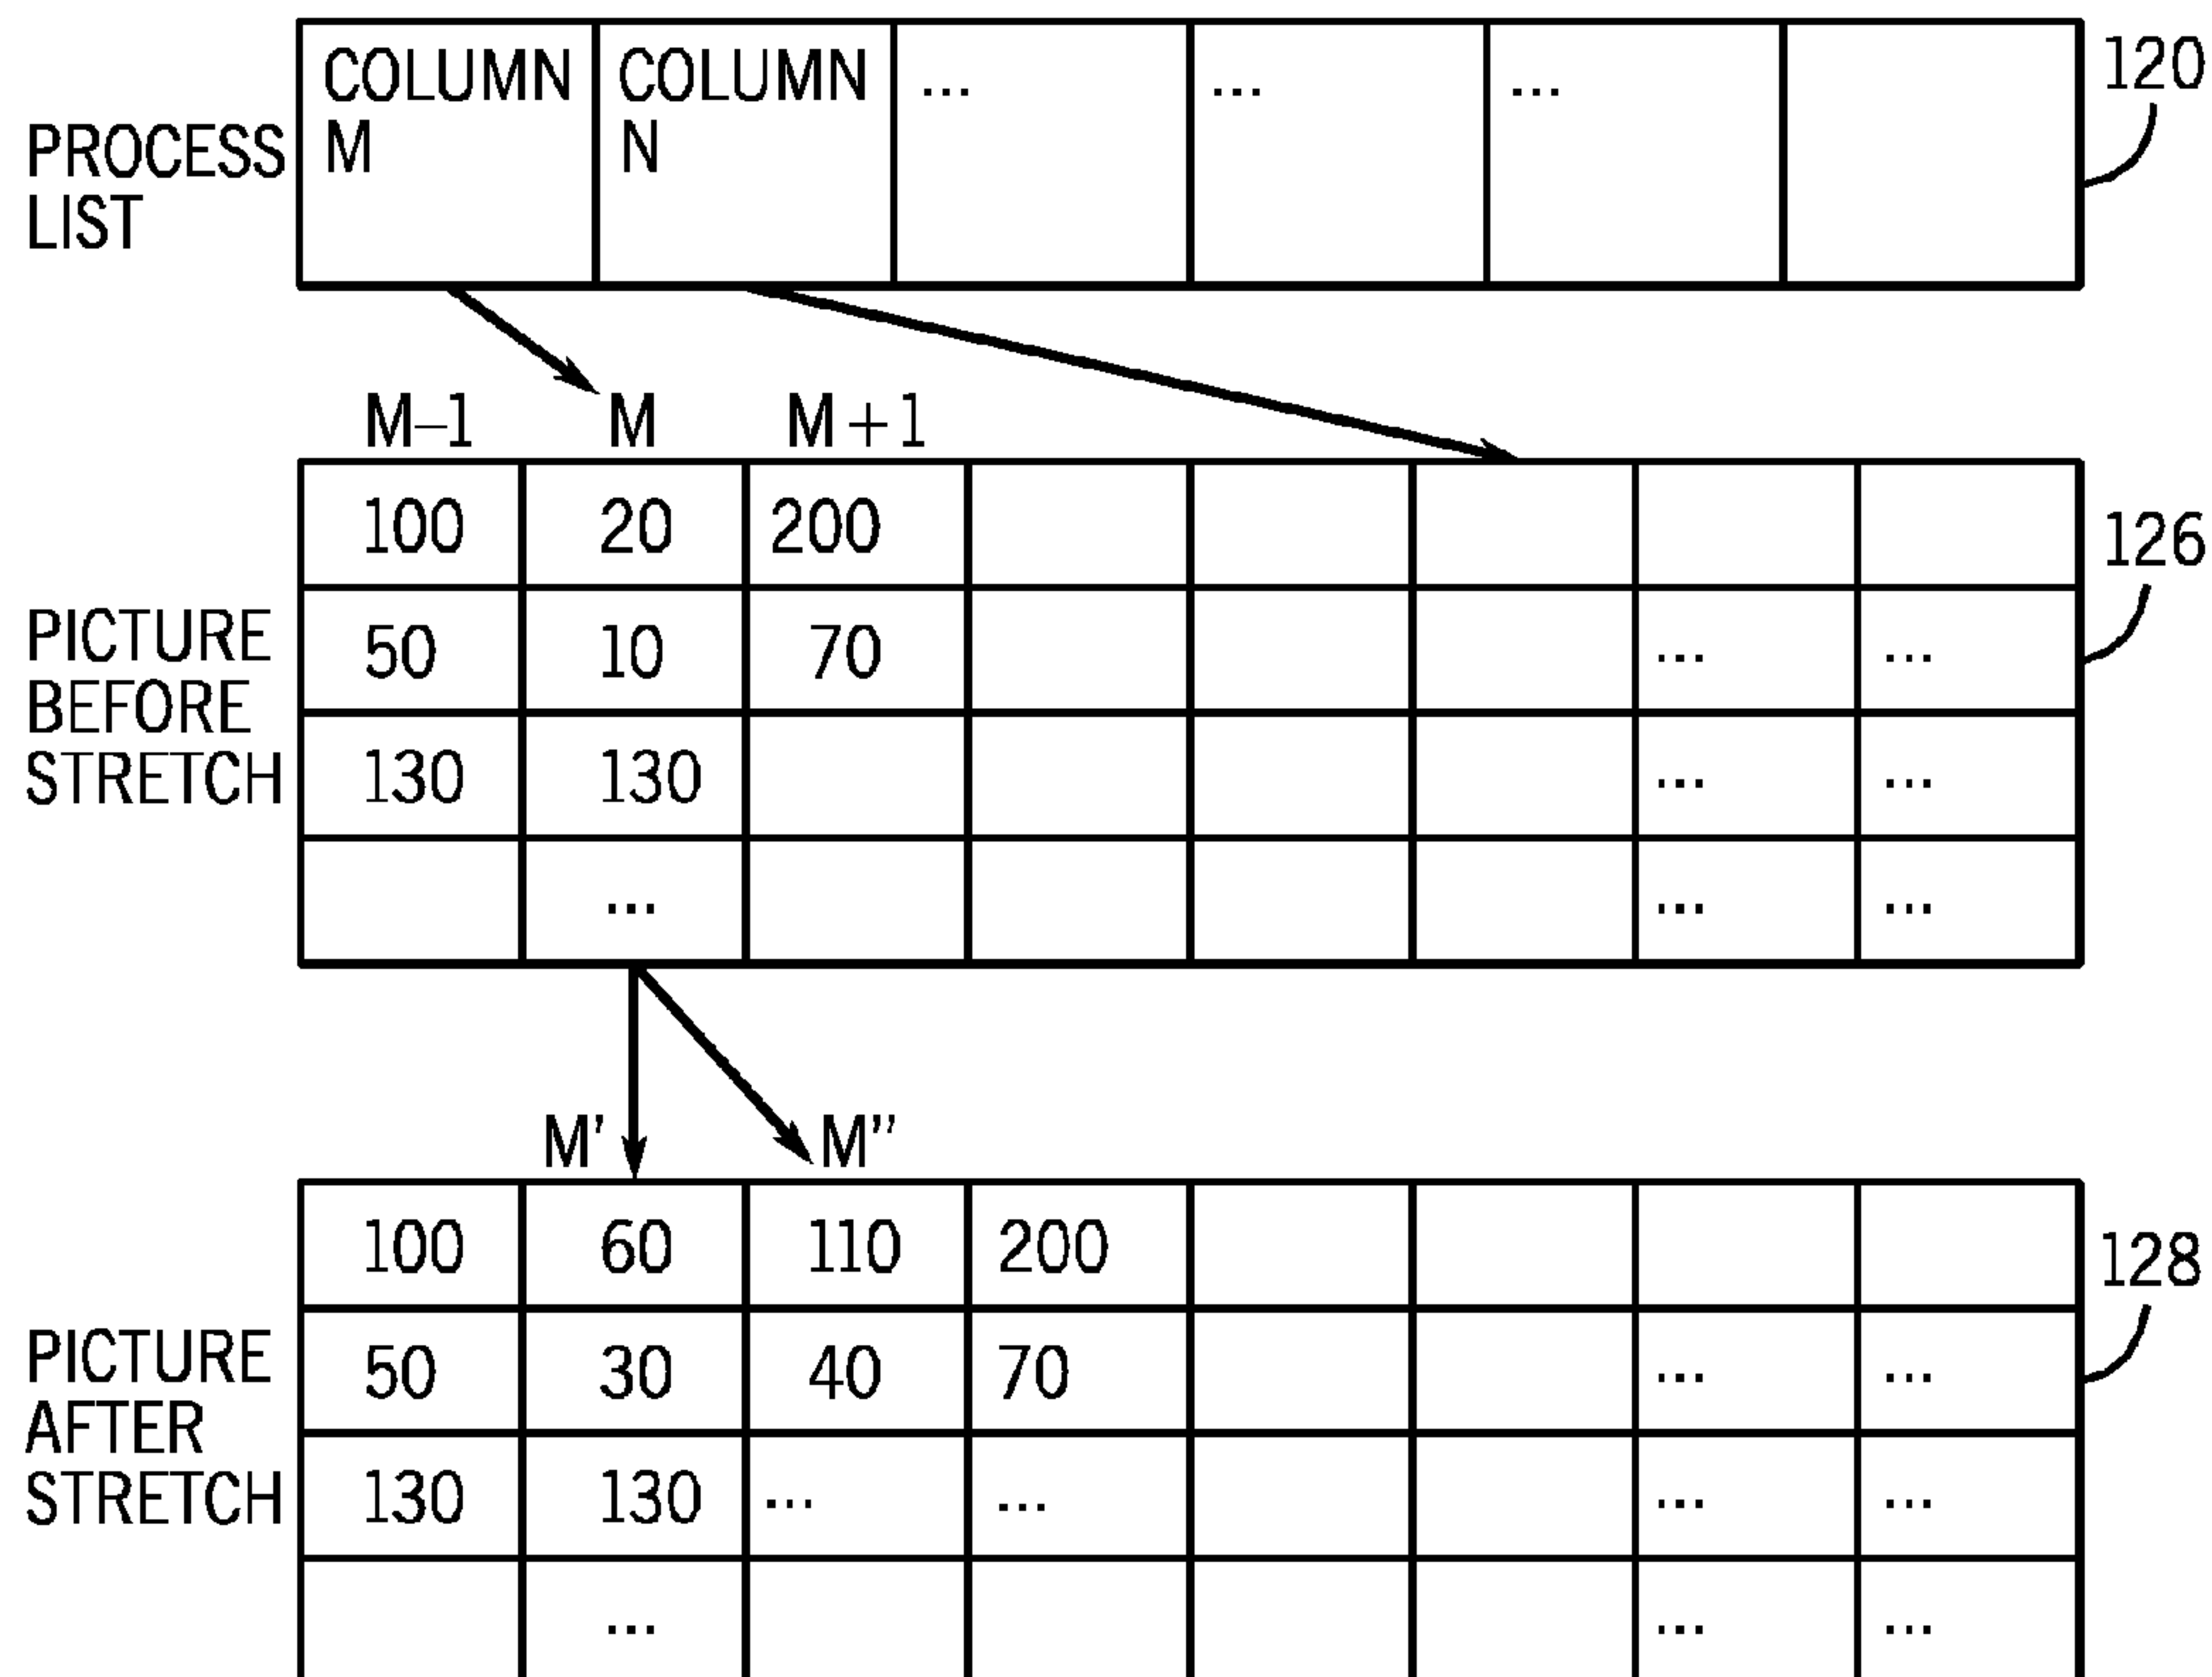 PROCESS LIST
COLUMN M
COLUMN N
...
...
...
120
M–1 M M+1
PICTURE BEFORE STRETCH
100 20 200
50 10 70 ... ...
130 130 ... ...
... ... ...
126
M' M''
PICTURE AFTER STRETCH
100 60 110 200
50 30 40 70 ... ...
130 130 ... ... ... ...
... ... ...
128